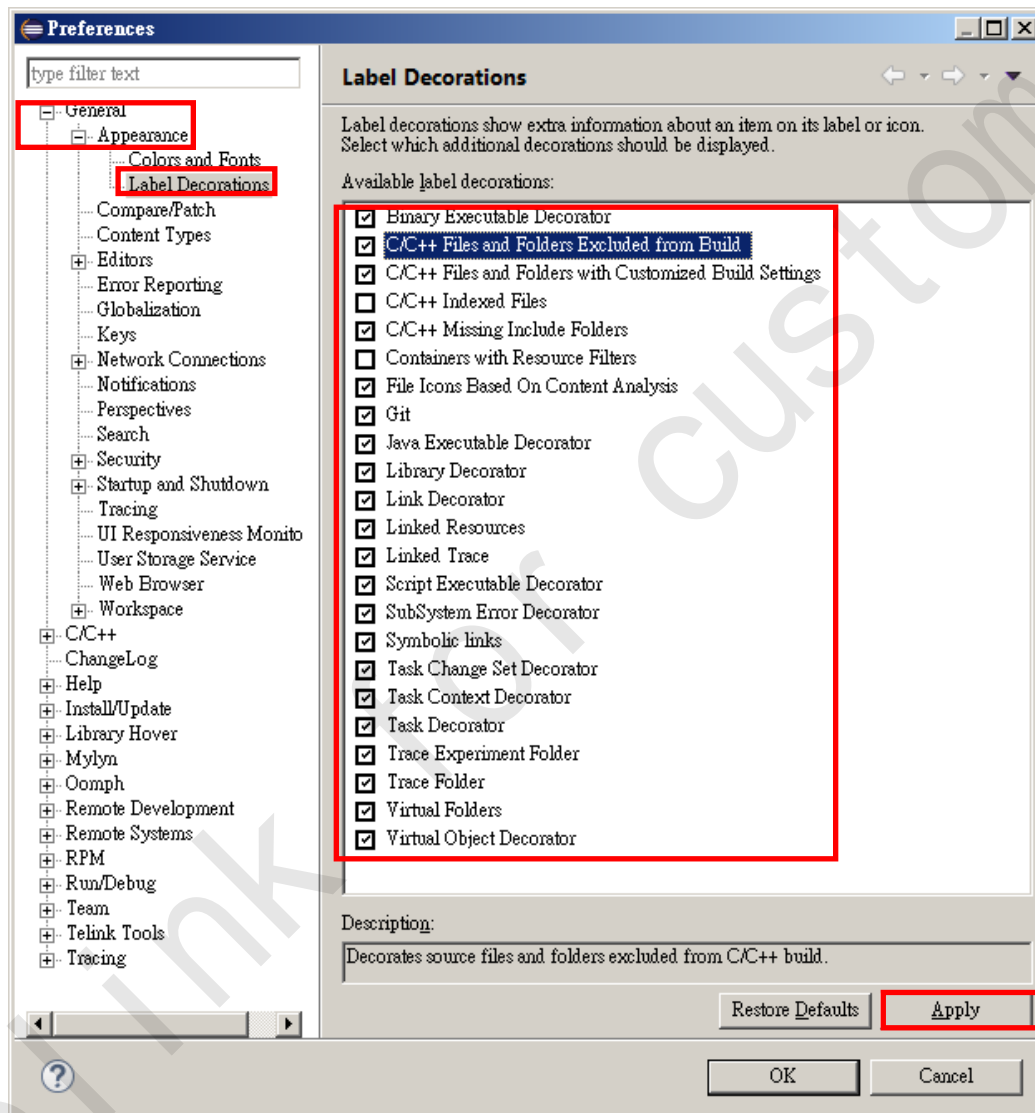 Preferences
type filter text
General
Appearance
Colors and Fonts
Label Decorations
Compare/Patch
Content Types
Editors
Error Reporting
Globalization
Keys
Network Connections
Notifications
Perspectives
Search
Security
Startup and Shutdown
Tracing
UI Responsiveness Monito
User Storage Service
Web Browser
Workspace
C/C++
ChangeLog
Help
Install/Update
Library Hover
Mylyn
Oomph
Remote Development
Remote Systems
RPM
Run/Debug
Team
Telink Tools
Tracing
Label Decorations
Label decorations show extra information about an item on its label or icon.
Select which additional decorations should be displayed.
Available label decorations:
Binary Executable Decorator
C/C++ Files and Folders Excluded from Build
C/C++ Files and Folders with Customized Build Settings
C/C++ Indexed Files
C/C++ Missing Include Folders
Containers with Resource Filters
File Icons Based On Content Analysis
Git
Java Executable Decorator
Library Decorator
Link Decorator
Linked Resources
Linked Trace
Script Executable Decorator
SubSystem Error Decorator
Symbolic links
Task Change Set Decorator
Task Context Decorator
Task Decorator
Trace Experiment Folder
Trace Folder
Virtual Folders
Virtual Object Decorator
Description:
Decorates source files and folders excluded from C/C++ build.
Restore Defaults
Apply
?
OK
Cancel
ink for custom